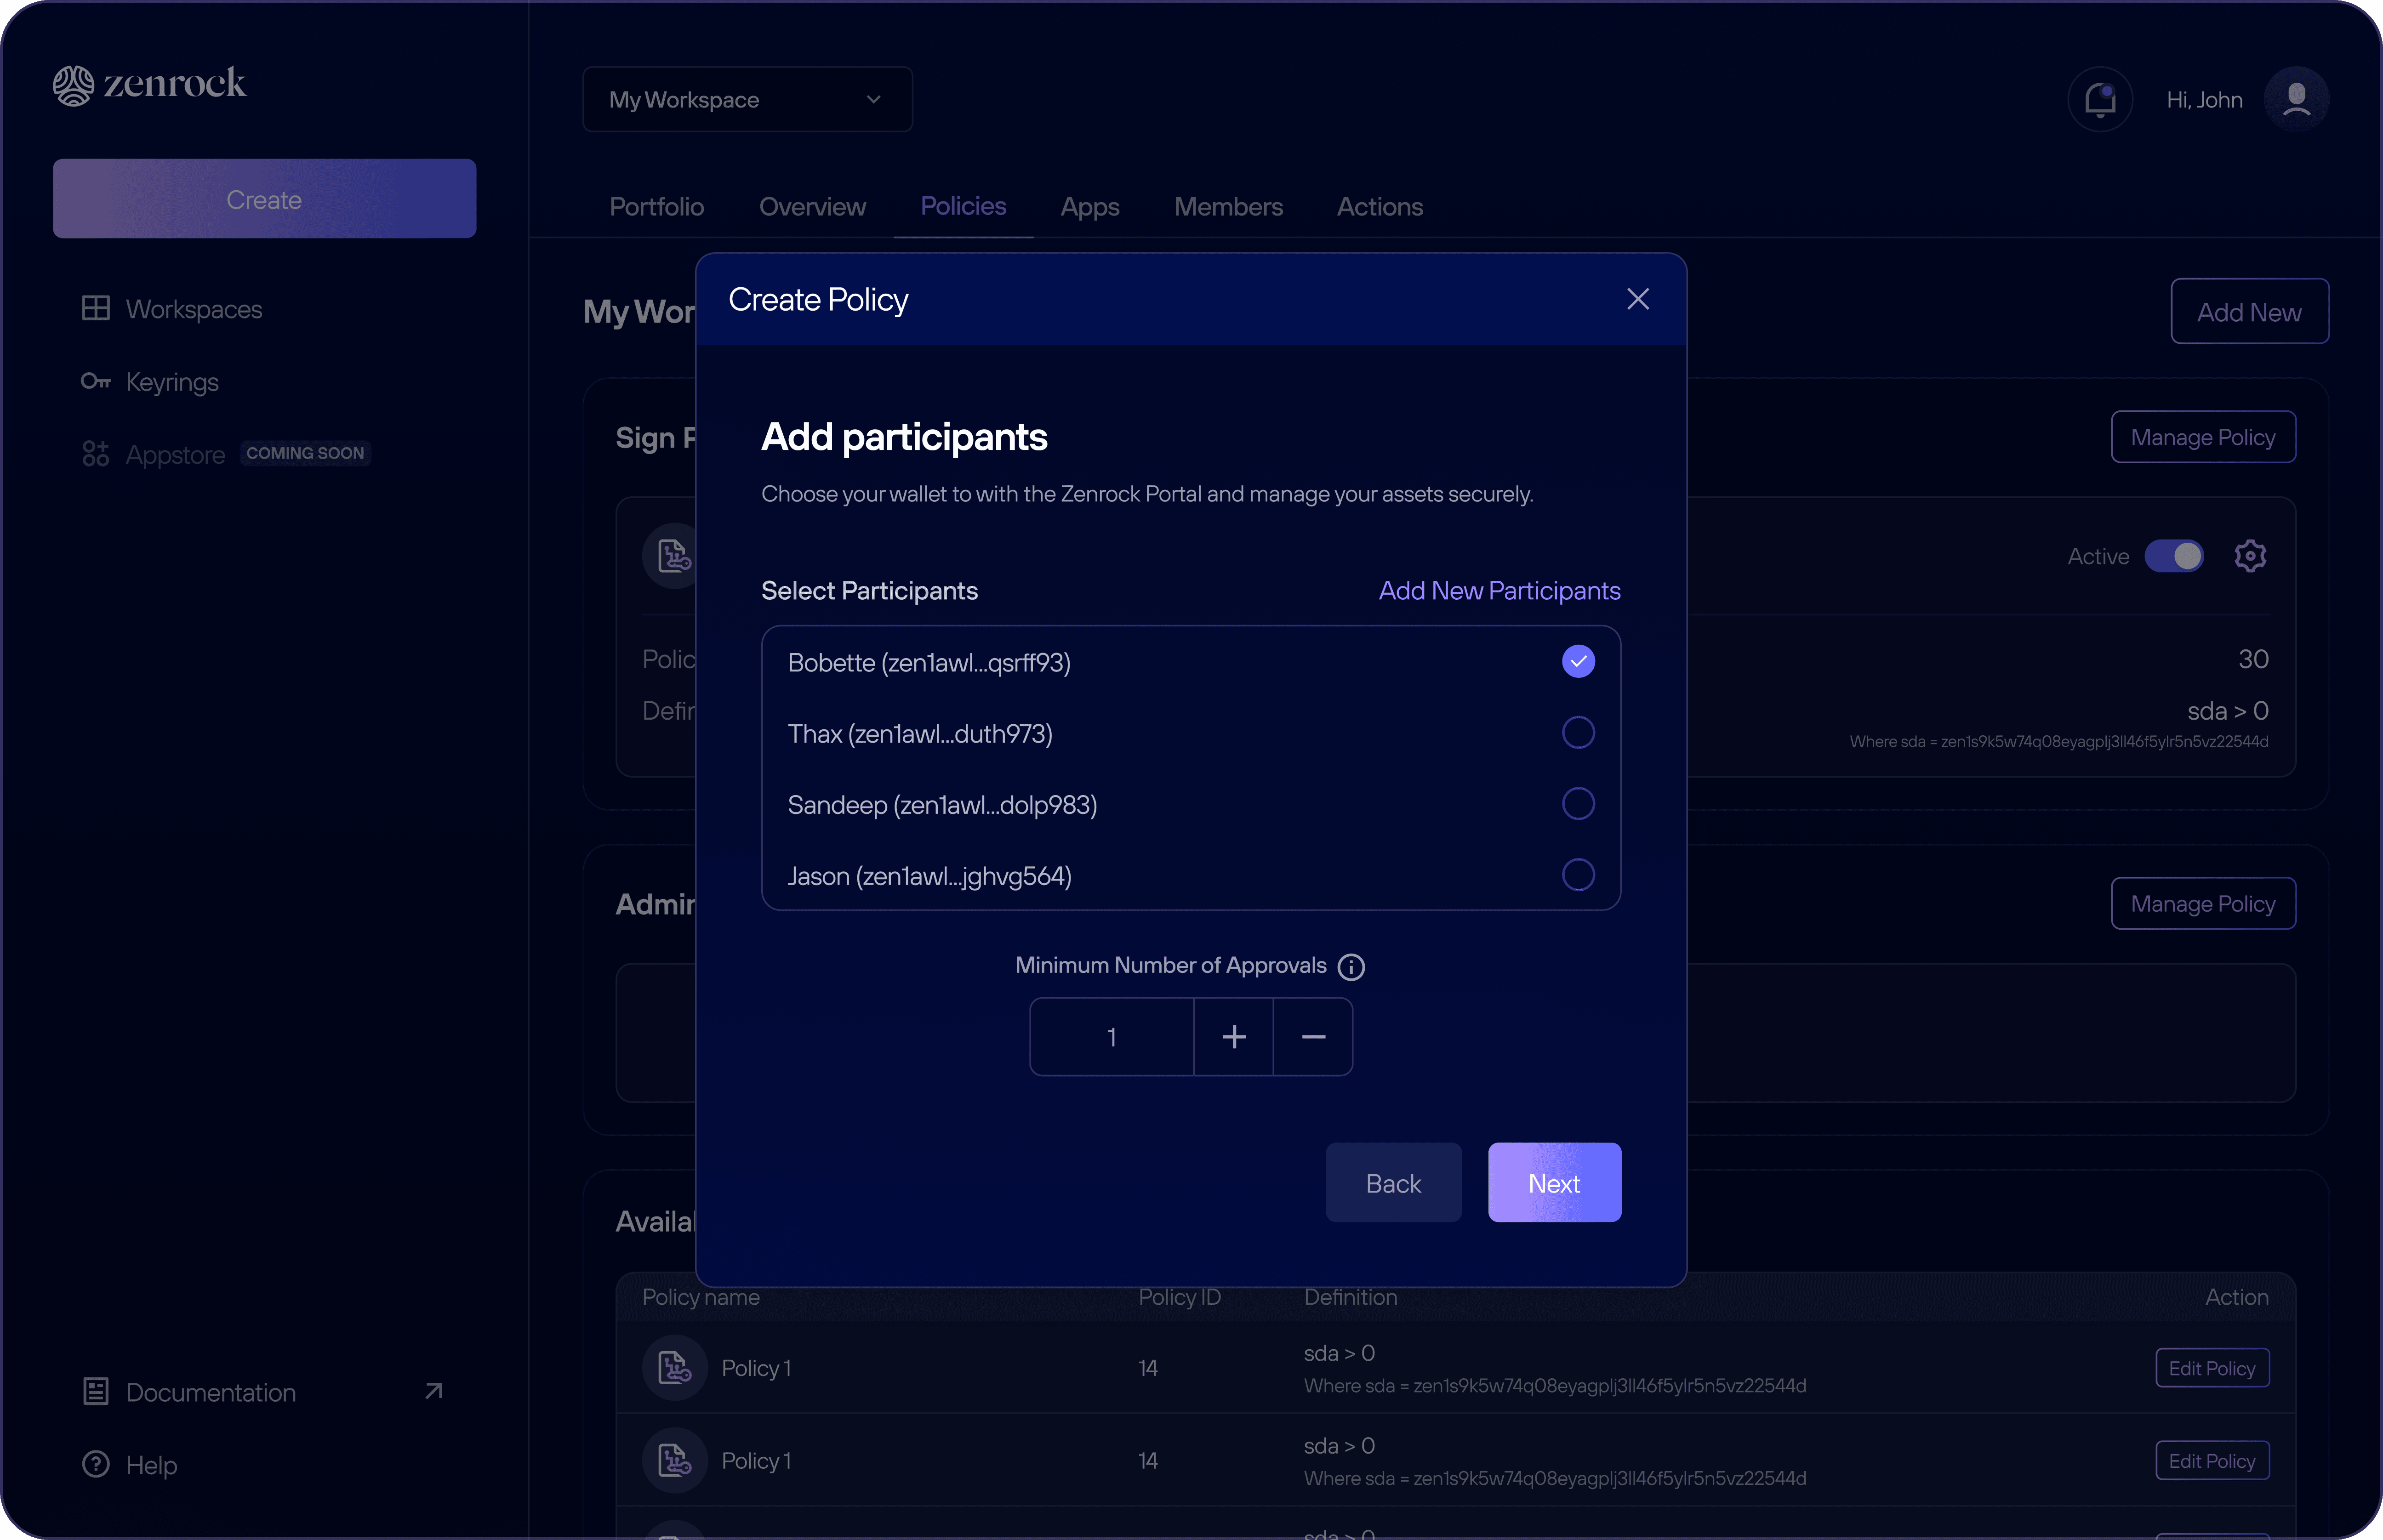 zenrock
My Workspace
Hi, John
Create
Portfolio Overview Policies Apps Members Actions
Workspaces
Keyrings
Appstore COMING SOON
My Wor
Add New
Create Policy
Add participants
Choose your wallet to with the Zenrock Portal and manage your assets securely.
Select Participants Add New Participants
Bobette (zen1awl...qsrff93)
Thax (zen1awl...duth973)
Sandeep (zen1awl...dolp983)
Jason (zen1awl...jghvg564)
Minimum Number of Approvals
1 + −
Back Next
Sign
Manage Policy
Active
Polic 30
Defin sda > 0
Where sda = zen1s9k5w74q08eyagplj3ll46f5ylr5n5vz22544d
Admin
Manage Policy
Availa
Policy name Policy ID Definition Action
Policy 1 14 sda > 0 Edit Policy
Where sda = zen1s9k5w74q08eyagplj3ll46f5ylr5n5vz22544d
Policy 1 14 sda > 0 Edit Policy
Where sda = zen1s9k5w74q08eyagplj3ll46f5ylr5n5vz22544d
sda > 0
Documentation
Help